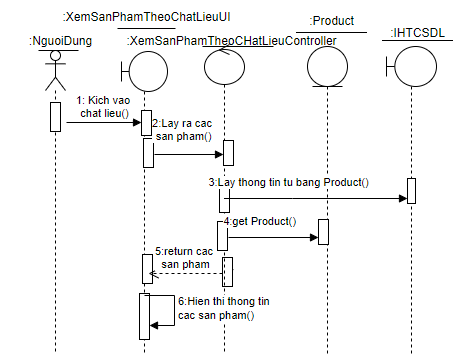 :XemSanPhamTheoChatLieuUI
:Product
:IHTCSDL
:NguoiDung
:XemSanPhamTheoCHatLieuController
1: Kich vao
chat lieu()
2:Lay ra cac
san pham()
3:Lay thong tin tu bang Product()
4:get Product()
5:return cac
san pham
6:Hien thi thong tin
cac san pham()